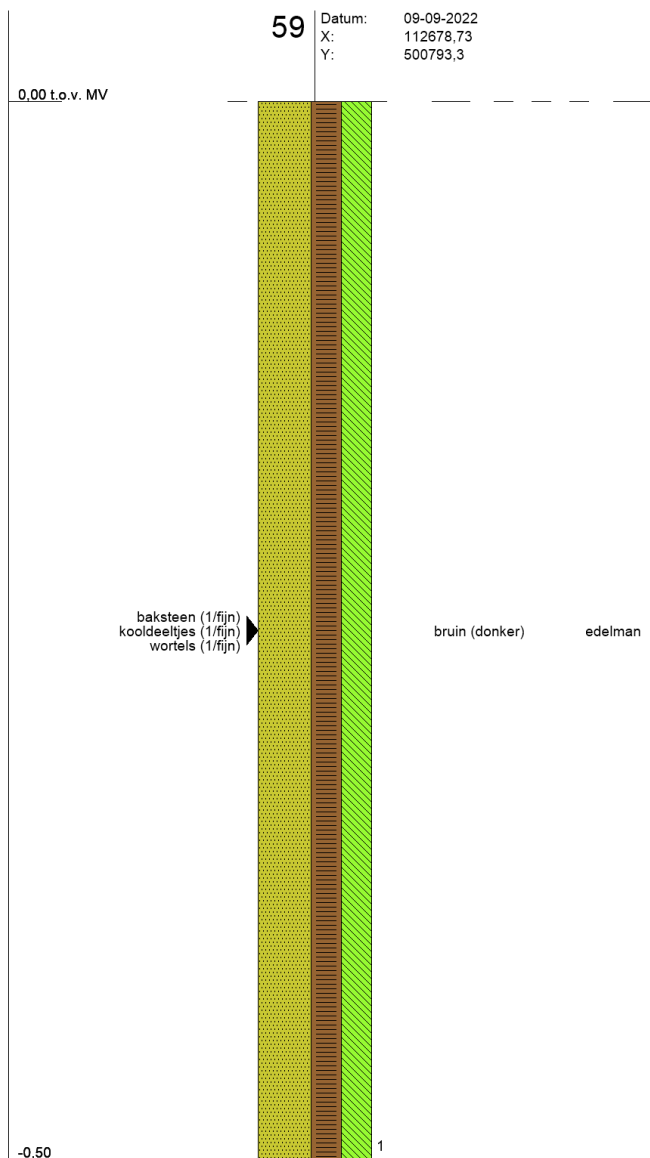 59
Datum: 09-09-2022
X: 112678,73
Y: 500793,3
0,00 t.o.v. MV
baksteen (1/fijn)
kooldeeltjes (1/fijn)
wortels (1/fijn)
bruin (donker) edelman
1
-0.50